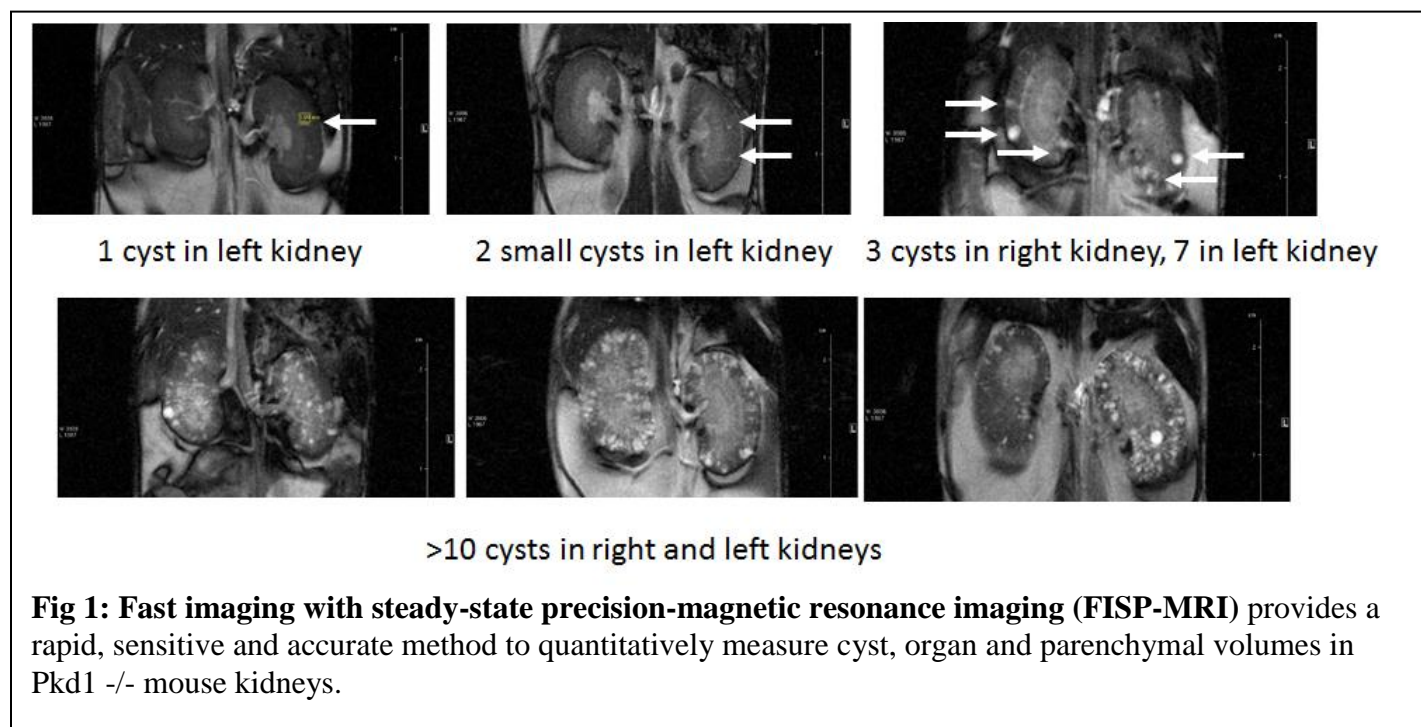 1 cyst in left kidney
2 small cysts in left kidney
3 cysts in right kidney, 7 in left kidney
>10 cysts in right and left kidneys
Fig 1: Fast imaging with steady-state precision-magnetic resonance imaging (FISP-MRI) provides a
rapid, sensitive and accurate method to quantitatively measure cyst, organ and parenchymal volumes in
Pkd1 -/- mouse kidneys.